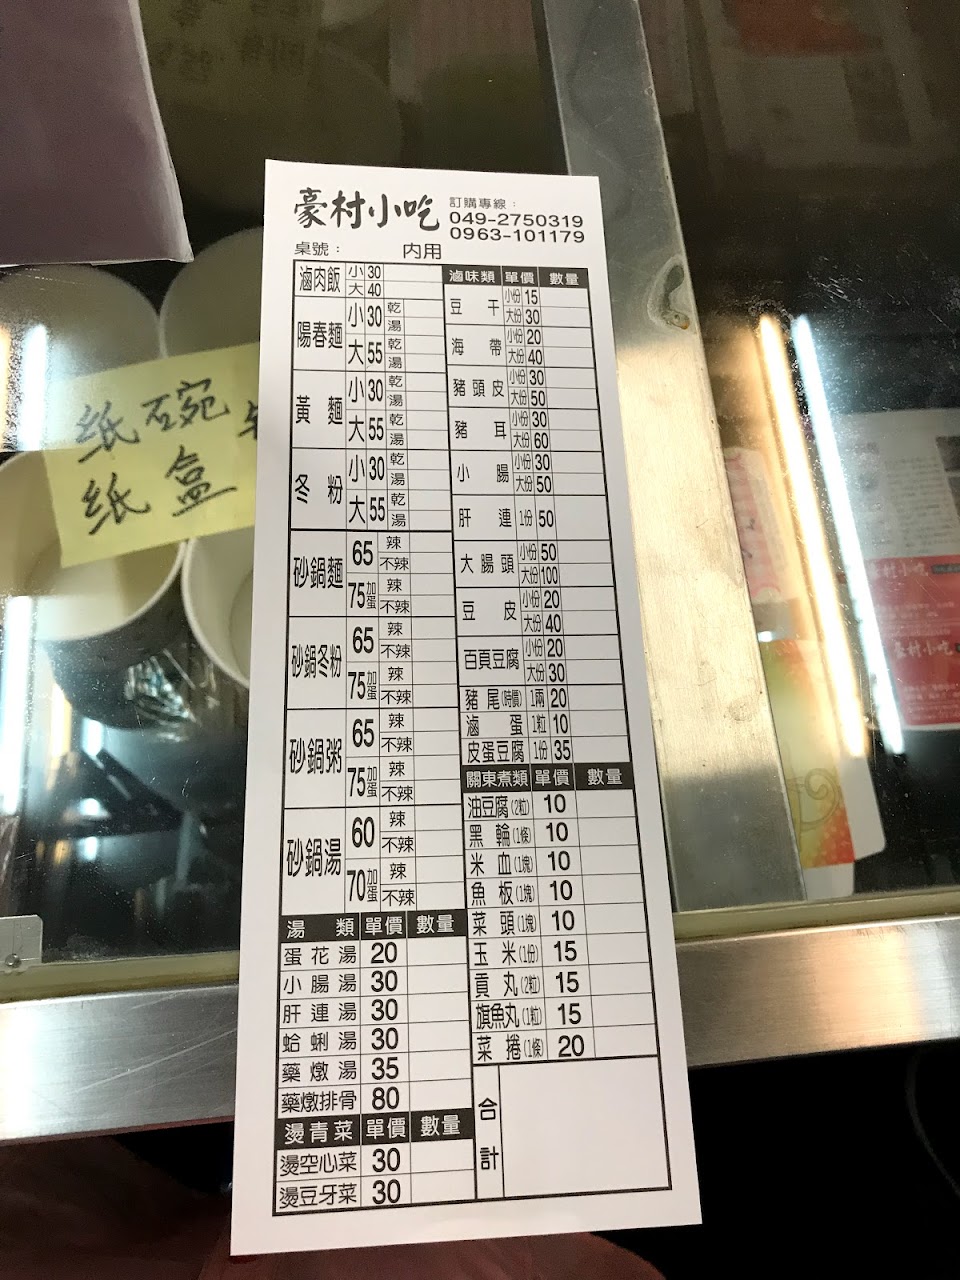 豪村小吃
訂購專線：
049-2750319
0963-101179
桌號： 內用
滷肉飯 小 30
大 40
陽春麵 小 30 乾
湯
大 55 乾
湯
黃麵 小 30 乾
湯
大 55 乾
湯
冬粉 小 30 乾
湯
大 55 乾
湯
砂鍋麵 65 辣
不辣
75 加蛋 辣
不辣
砂鍋冬粉 65 辣
不辣
75 加蛋 辣
不辣
砂鍋粥 65 辣
不辣
75 加蛋 辣
不辣
砂鍋湯 60 辣
不辣
70 加蛋 辣
不辣
湯類 單價 數量
蛋花湯 20
小腸湯 30
肝連湯 30
蛤蜊湯 30
藥燉湯 35
藥燉排骨 80
燙青菜 單價 數量
燙空心菜 30
燙豆牙菜 30
滷味類 單價 數量
豆干 小份 15
大份 30
海帶 小份 20
大份 40
豬頭皮 小份 30
大份 50
豬耳 小份 30
大份 60
小腸 小份 30
大份 50
肝連 1份 50
大腸頭 小份 50
大份 100
豆皮 小份 20
大份 40
百頁豆腐 小份 20
大份 30
豬尾(時價) 1兩 20
滷蛋 1粒 10
皮蛋豆腐 1份 35
關東煮類 單價 數量
油豆腐(2粒) 10
黑輪(1條) 10
米血(1塊) 10
魚板(1塊) 10
菜頭(1塊) 10
玉米(1份) 15
貢丸(2粒) 15
旗魚丸(1粒) 15
菜捲(1條) 20
合計
纸石碗
纸盒
豪村小吃
豪村小吃